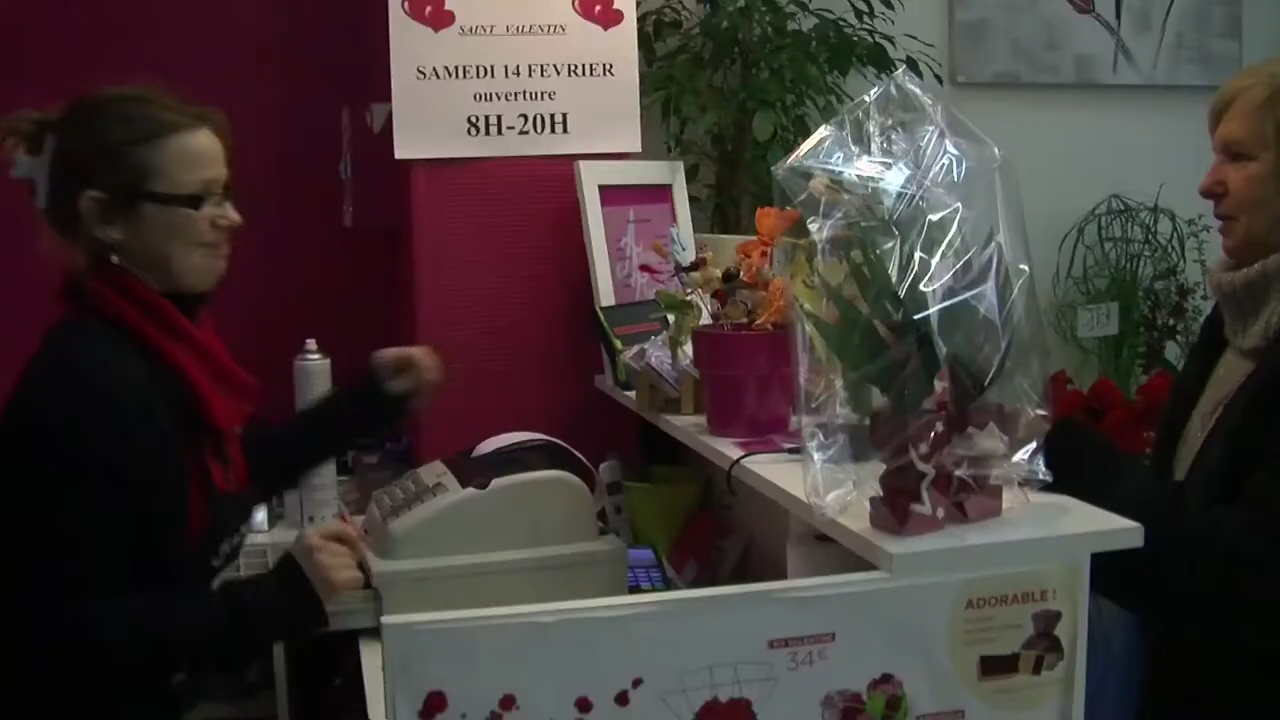 SAINT VALENTIN
SAMEDI 14 FEVRIER
ouverture
8H-20H
ADORABLE !
34€